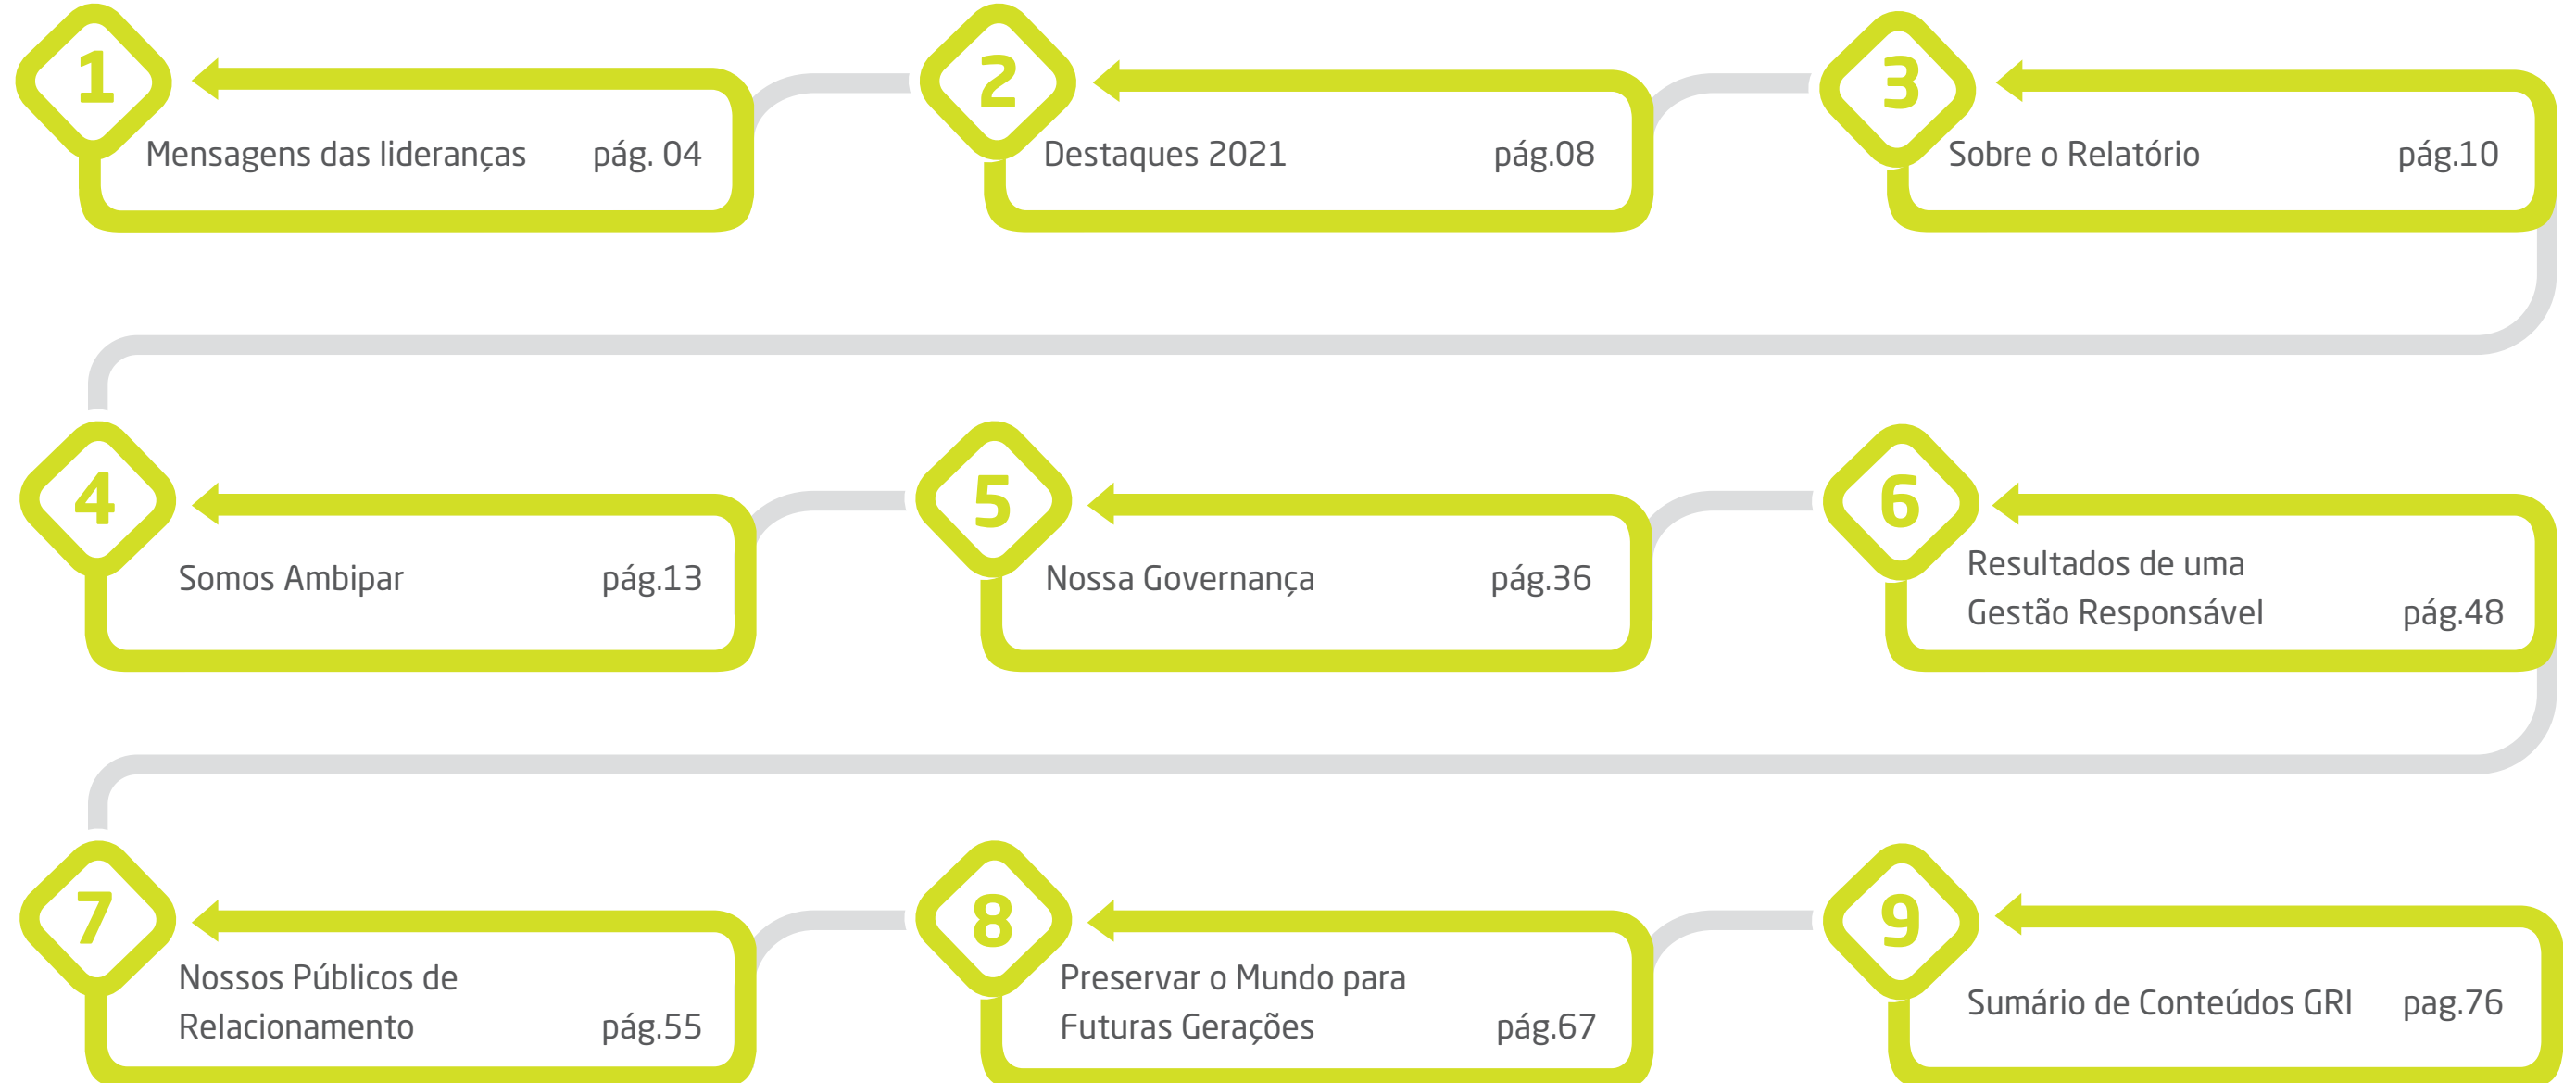 1
Mensagens das lideranças pág. 04
2
Destaques 2021 pág.08
3
Sobre o Relatório pág.10
4
Somos Ambipar pág.13
5
Nossa Governança pág.36
6
Resultados de uma
Gestão Responsável pág.48
7
Nossos Públicos de
Relacionamento pág.55
8
Preservar o Mundo para
Futuras Gerações pág.67
9
Sumário de Conteúdos GRI pag.76